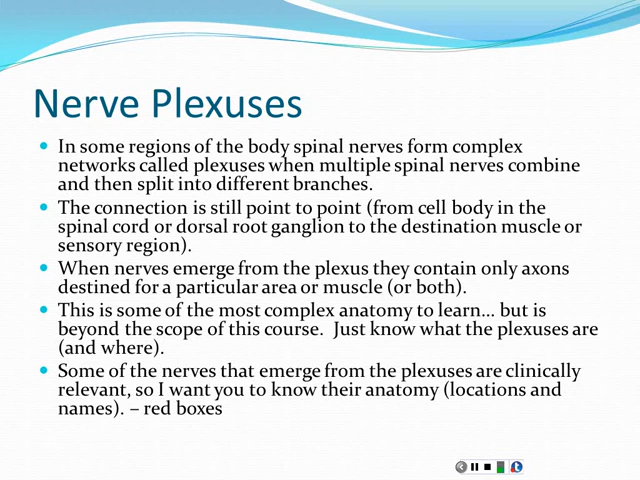 Nerve Plexuses
• In some regions of the body spinal nerves form complex
networks called plexuses when multiple spinal nerves combine
and then split into different branches.
• The connection is still point to point (from cell body in the
spinal cord or dorsal root ganglion to the destination muscle or
sensory region).
• When nerves emerge from the plexus they contain only axons
destined for a particular area or muscle (or both).
• This is some of the most complex anatomy to learn... but is
beyond the scope of this course.  Just know what the plexuses are
(and where).
• Some of the nerves that emerge from the plexuses are clinically
relevant, so I want you to know their anatomy (locations and
names). – red boxes